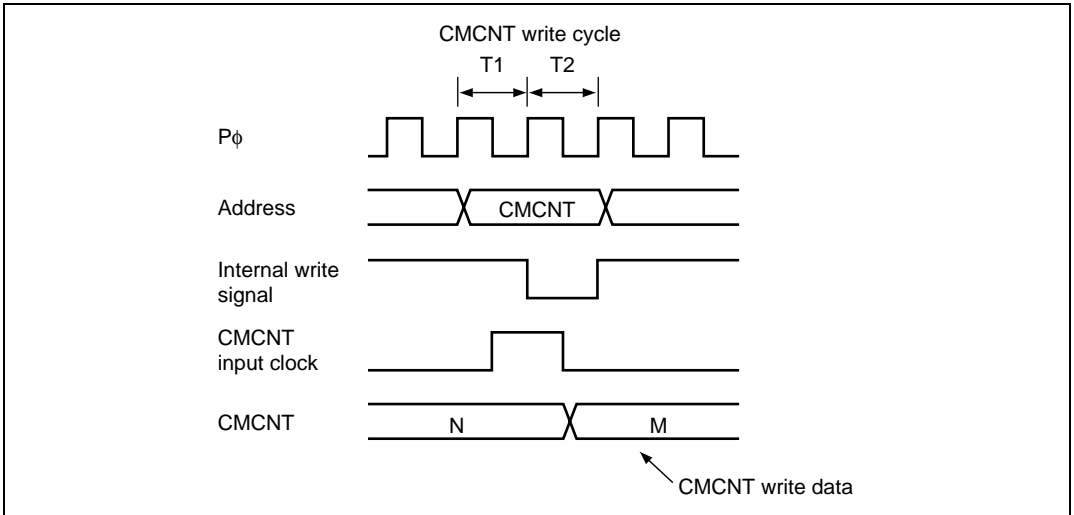 CMCNT write cycle
T1 T2
Pϕ
Address CMCNT
Internal write
signal
CMCNT
input clock
CMCNT N M
CMCNT write data